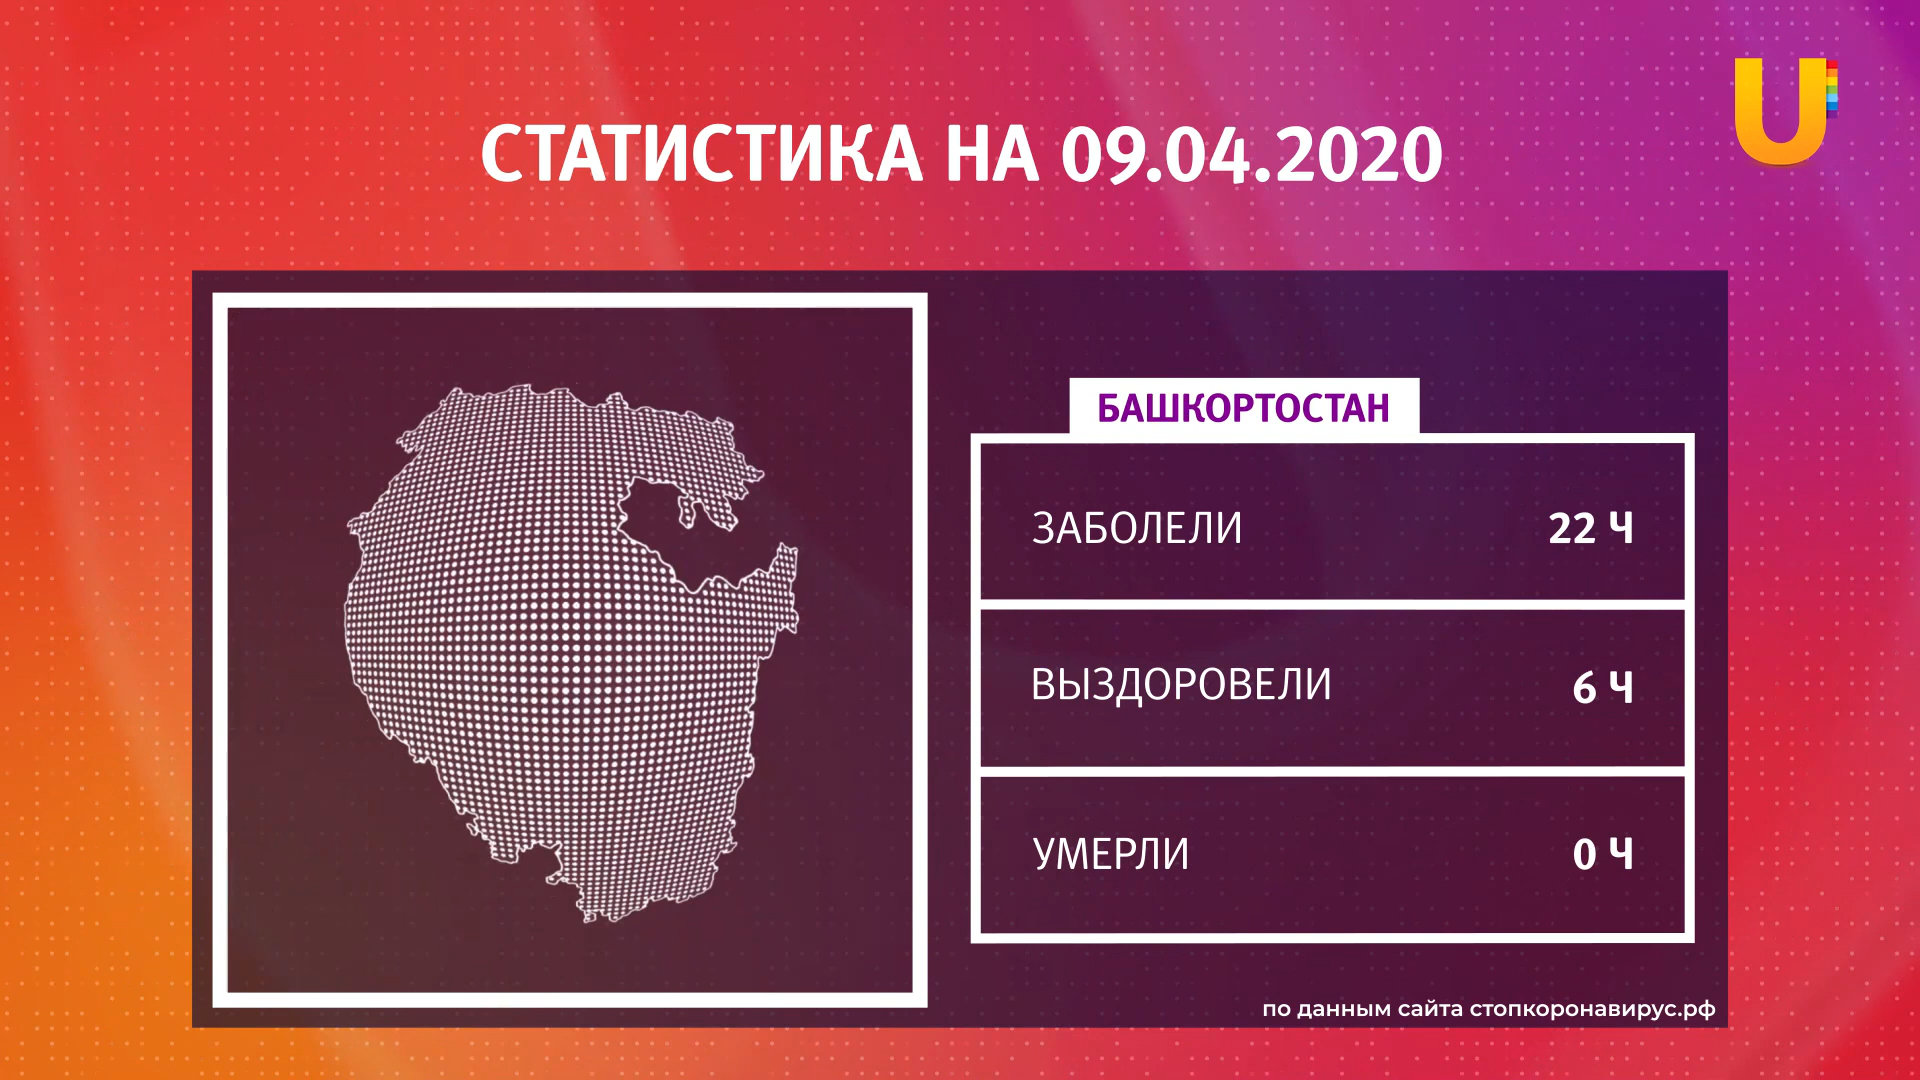 U
СТАТИСТИКА НА 09.04.2020
БАШКОРТОСТАН
ЗАБОЛЕЛИ 22 Ч
ВЫЗДОРОВЕЛИ 6 Ч
УМЕРЛИ 0 Ч
по данным сайта стопкоронавирус.рф